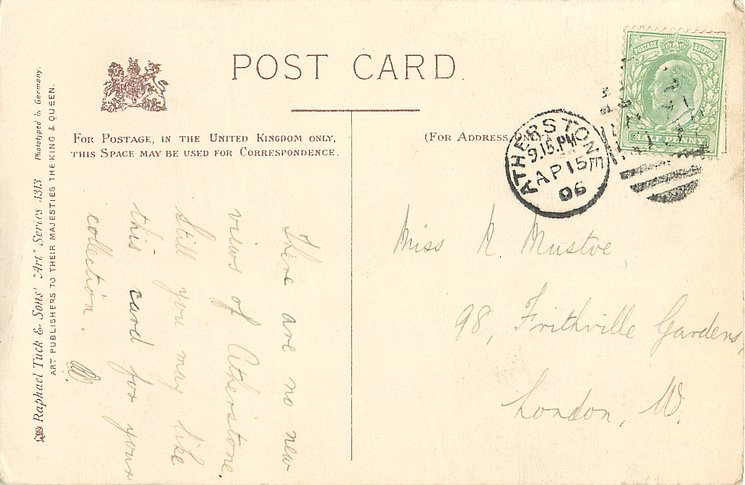 POST CARD.
FOR POSTAGE, IN THE UNITED KINGDOM ONLY,
THIS SPACE MAY BE USED FOR CORRESPONDENCE.
(FOR ADDRESS ONLY
ATHERSTONE
9.15 PM
AP 15
06
Raphael Tuck & Sons' "Art" Series 1313 Phototyped in Germany.
ART PUBLISHERS TO THEIR MAJESTIES THE KING & QUEEN.
There are no new
views of Atherstone.
Still you may like
this card for your
collection. W.
Miss N. Mustoe,
98, Frithville Gardens,
London, W.